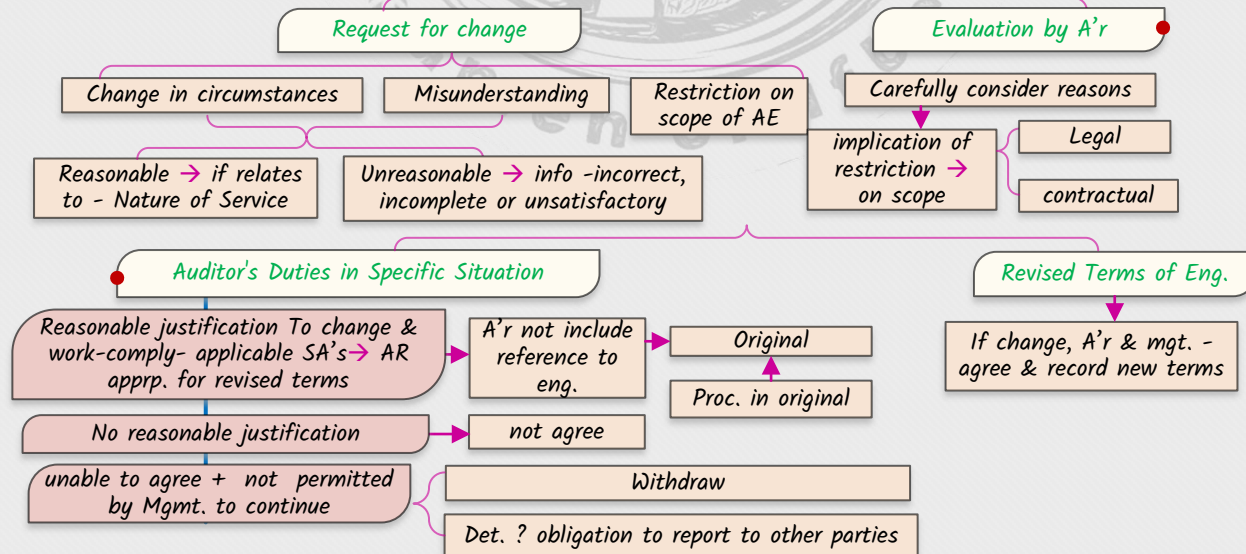 Request for change
Evaluation by A'r
Change in circumstances
Misunderstanding
Restriction on
scope of AE
Carefully consider reasons
Reasonable → if relates
to - Nature of Service
Unreasonable → info -incorrect,
incomplete or unsatisfactory
implication of
restriction →
on scope
Legal
contractual
Auditor's Duties in Specific Situation
Revised Terms of Eng.
Reasonable justification To change &
work-comply- applicable SA's→ AR
apprp. for revised terms
A'r not include
reference to
eng.
Original
Proc. in original
If change, A'r & mgt. -
agree & record new terms
No reasonable justification
not agree
unable to agree + not permitted
by Mgmt. to continue
Withdraw
Det. ? obligation to report to other parties